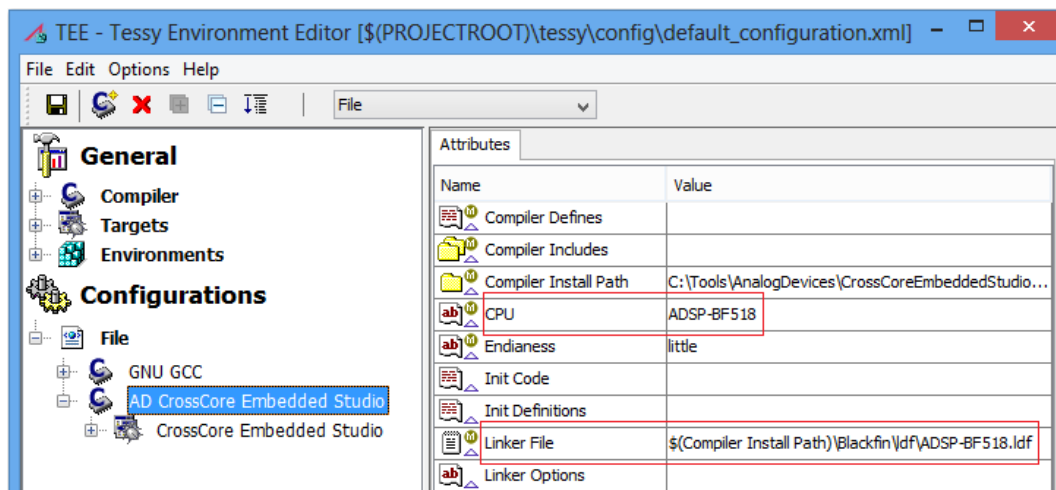 TEE - Tessy Environment Editor [$(PROJECTROOT)\tessy\config\default_configuration.xml]
File Edit Options Help
File
General
Compiler
Targets
Environments
Configurations
File
GNU GCC
AD CrossCore Embedded Studio
CrossCore Embedded Studio
Attributes
Name Value
Compiler Defines
Compiler Includes
Compiler Install Path C:\Tools\AnalogDevices\CrossCoreEmbeddedStudio...
CPU ADSP-BF518
Endianess little
Init Code
Init Definitions
Linker File $(Compiler Install Path)\Blackfin\ldf\ADSP-BF518.ldf
Linker Options